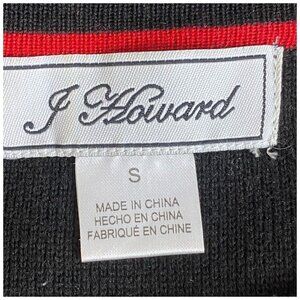 J Howard
S
MADE IN CHINA
HECHO EN CHINA
FABRIQUÉ EN CHINE